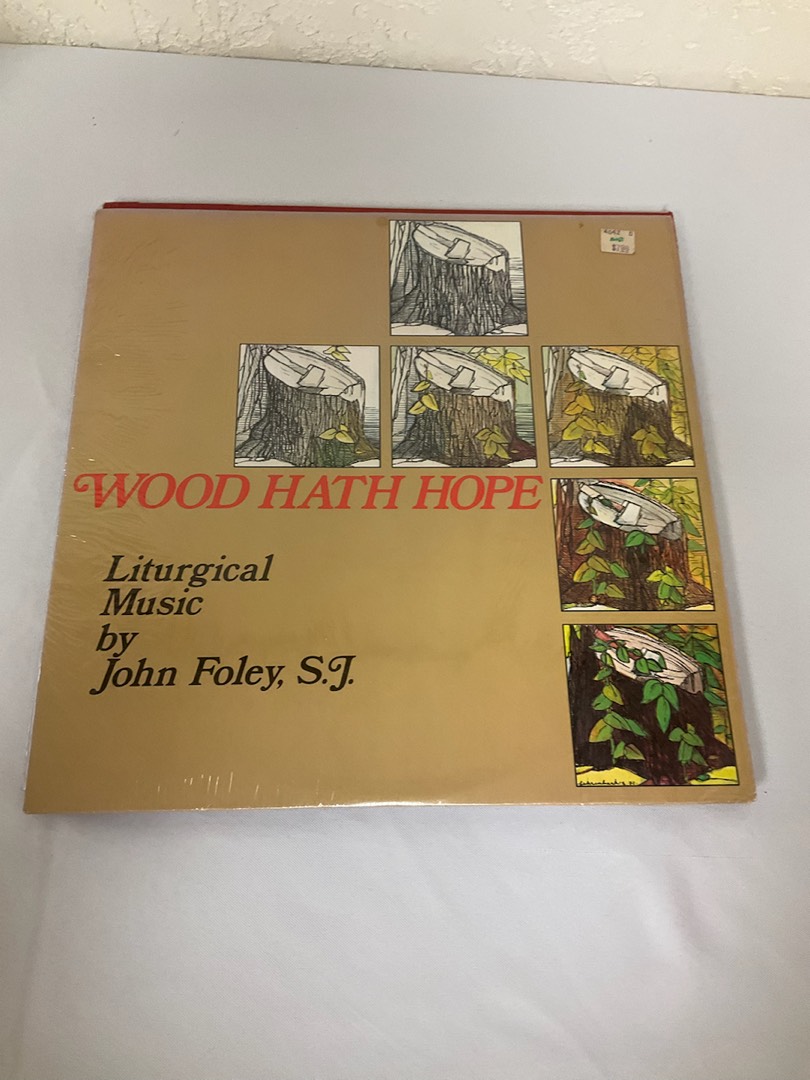 WOOD HATH HOPE
Liturgical
Music
by
John Foley, S.J.